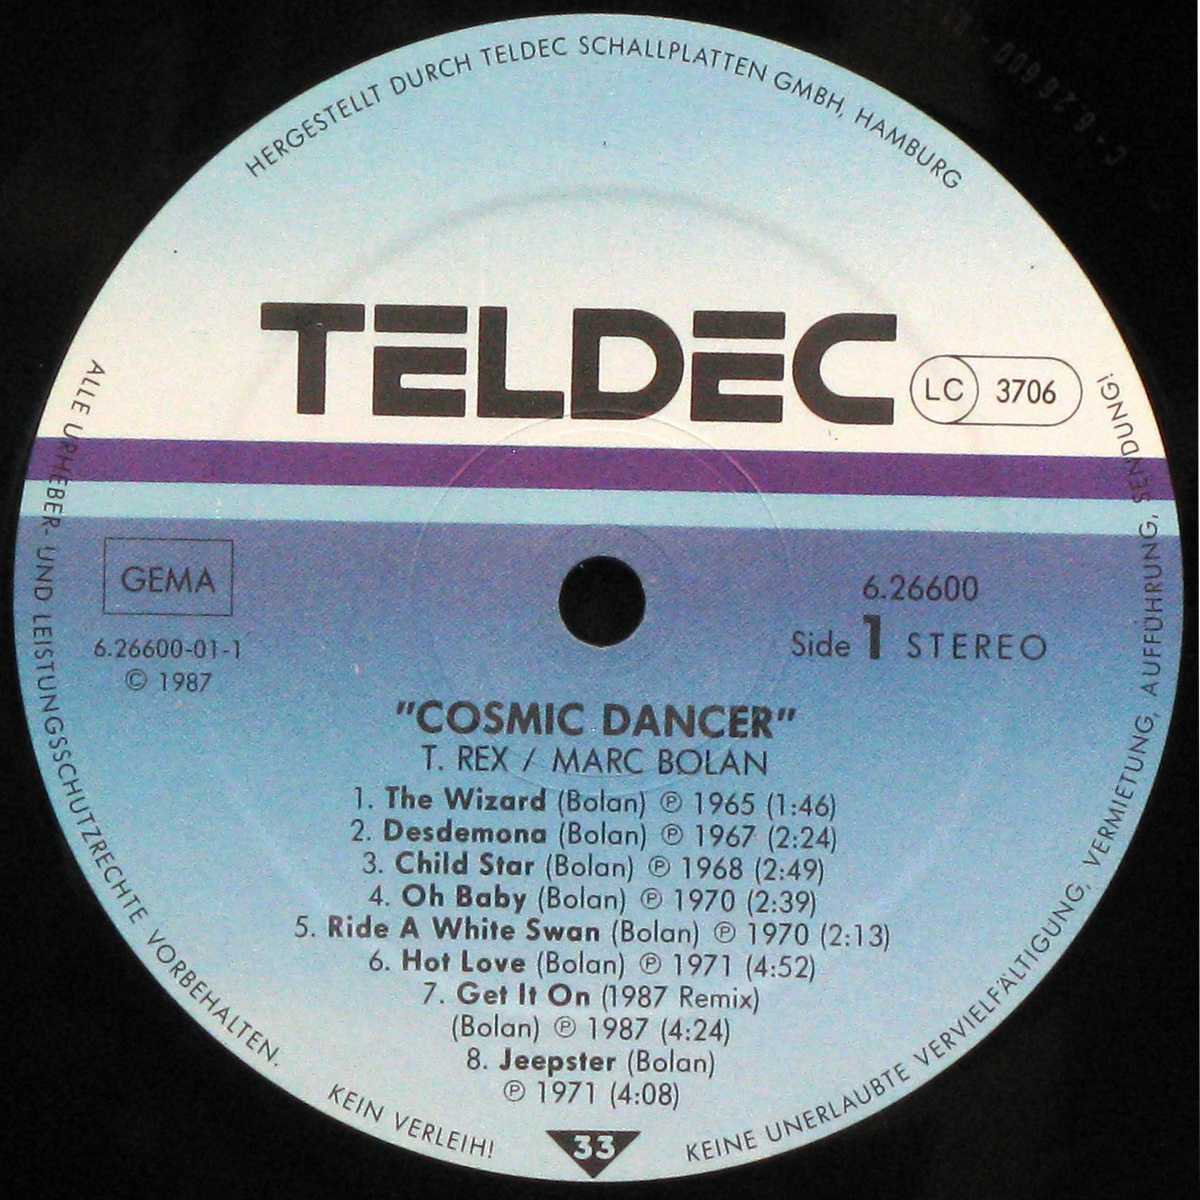 HERGESTELLT DURCH TELDEC SCHALLPLATTEN GMBH, HAMBURG
C-6.26600-0
TELDEC
LC 3706
GEMA
6.26600-01-1
℗ 1987
6.26600
Side 1 STEREO
"COSMIC DANCER"
T. REX / MARC BOLAN
1. The Wizard (Bolan) ℗ 1965 (1:46)
2. Desdemona (Bolan) ℗ 1967 (2:24)
3. Child Star (Bolan) ℗ 1968 (2:49)
4. Oh Baby (Bolan) ℗ 1970 (2:39)
5. Ride A White Swan (Bolan) ℗ 1970 (2:13)
6. Hot Love (Bolan) ℗ 1971 (4:52)
7. Get It On (1987 Remix)
(Bolan) ℗ 1987 (4:24)
8. Jeepster (Bolan)
℗ 1971 (4:08)
33
ALLE URHEBER- UND LEISTUNGSSCHUTZRECHTE VORBEHALTEN.
KEIN VERLEIH!
KEINE UNERLAUBTE VERVIELFÄLTIGUNG, VERMIETUNG, AUFFÜHRUNG, SENDUNG!